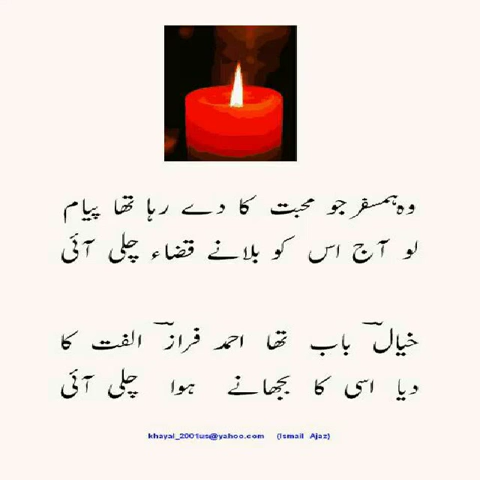 وہ ہمسفر جو محبت کا دے رہا تھا پیام
لو آج اس کو بلانے قضاء چلی آئی
خیالؔ باب تھا احمد فرازؔ الفت کا
دیا اسی کا بجھانے ہوا چلی آئی
khayal_2001us@yahoo.com (Ismail Ajaz)